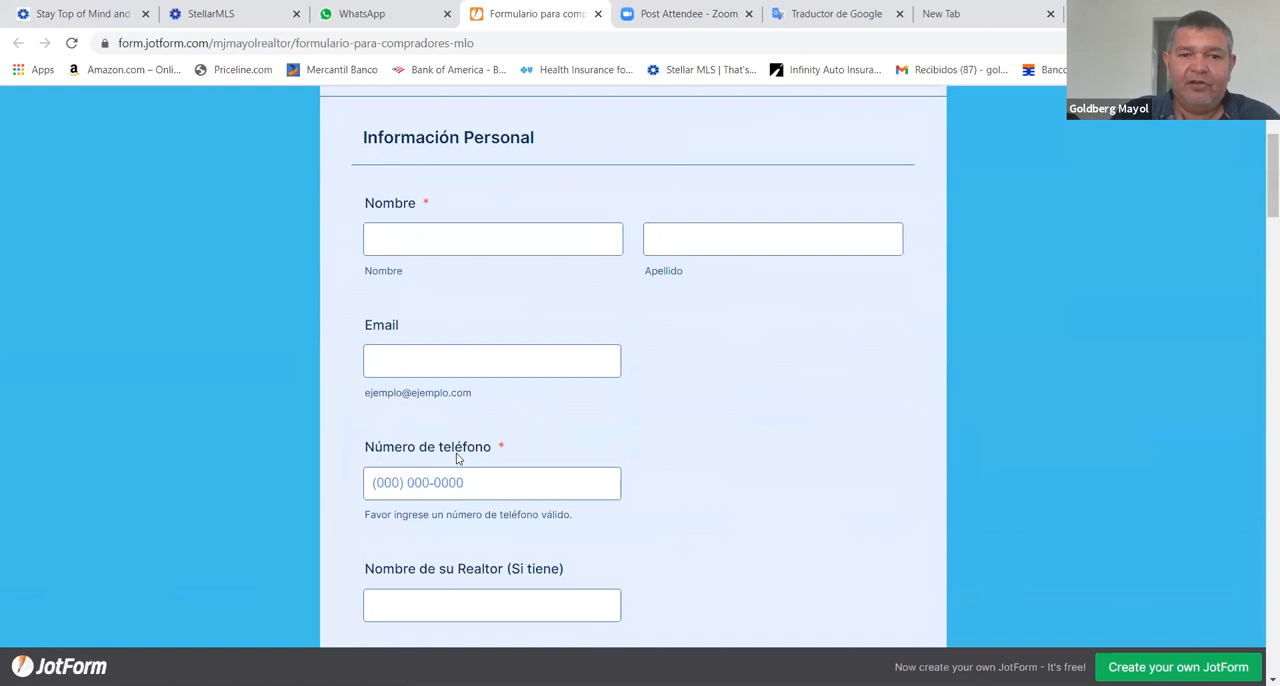 Stay Top of Mind and
StellarMLS
WhatsApp
Formulario para comp
Post Attendee - Zoom
Traductor de Google
New Tab
form.jotform.com/mjmayolrealtor/formulario-para-compradores-mlo
Apps
Amazon.com – Onli...
Priceline.com
Mercantil Banco
Bank of America - b...
Health Insurance fo...
Stellar MLS | That's...
Infinity Auto Insura...
Recibidos (87) - gol...
Banco
Goldberg Mayol
Información Personal
Nombre *
Nombre
Apellido
Email
ejemplo@ejemplo.com
Número de teléfono *
(000) 000-0000
Favor ingrese un número de teléfono válido.
Nombre de su Realtor (Si tiene)
JotForm
Now create your own JotForm - It's free!
Create your own JotForm